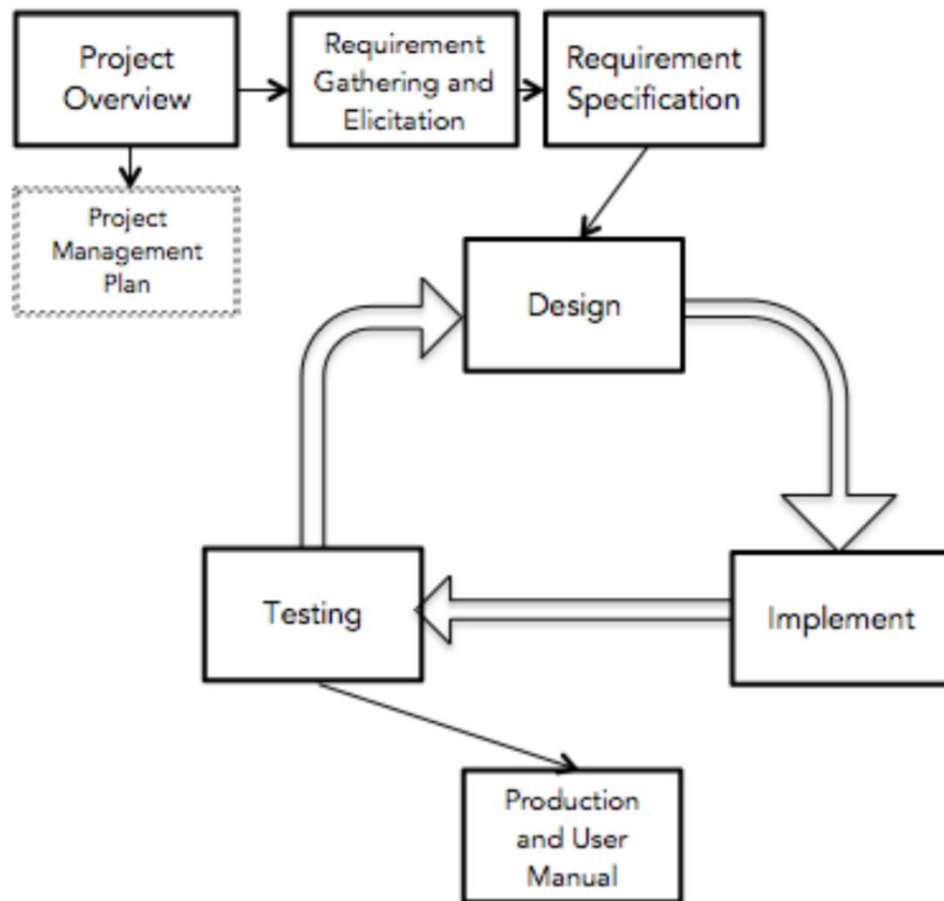 Project
Overview
Requirement
Gathering and
Elicitation
Requirement
Specification
Project
Management
Plan
Design
Testing
Implement
Production
and User
Manual